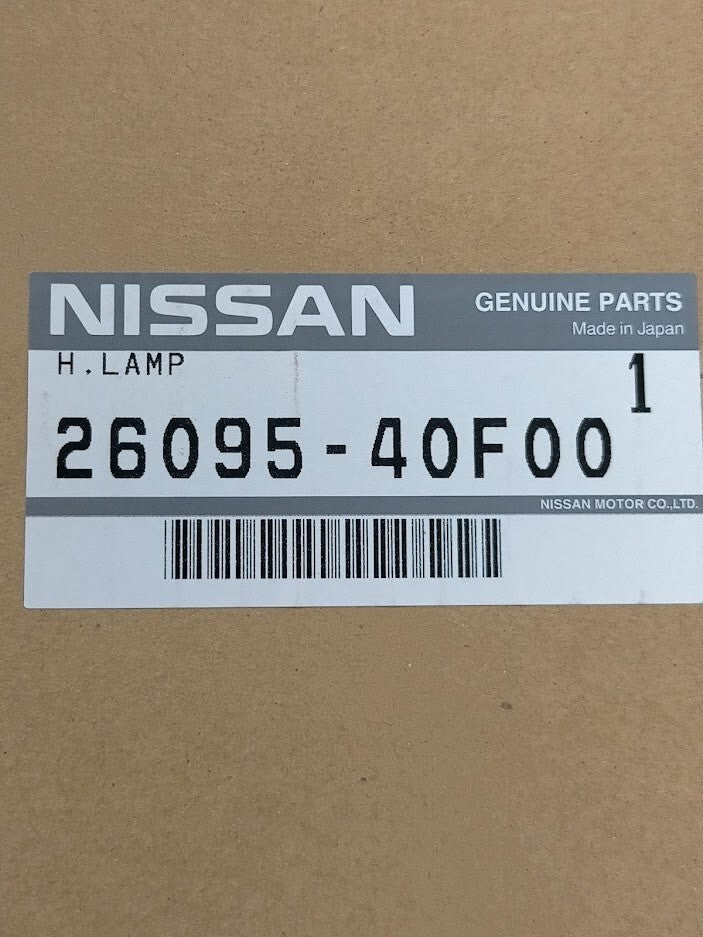 NISSAN GENUINE PARTS
Made in Japan
H.LAMP
1
26095-40F00
NISSAN MOTOR CO.,LTD.